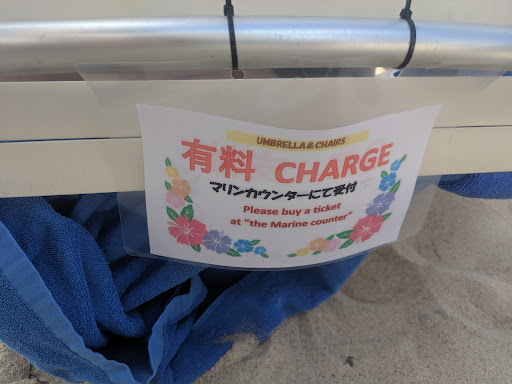 UMBRELLA & CHAIRS
有料 CHARGE
マリンカウンターにて受付
Please buy a ticket
at "the Marine counter"